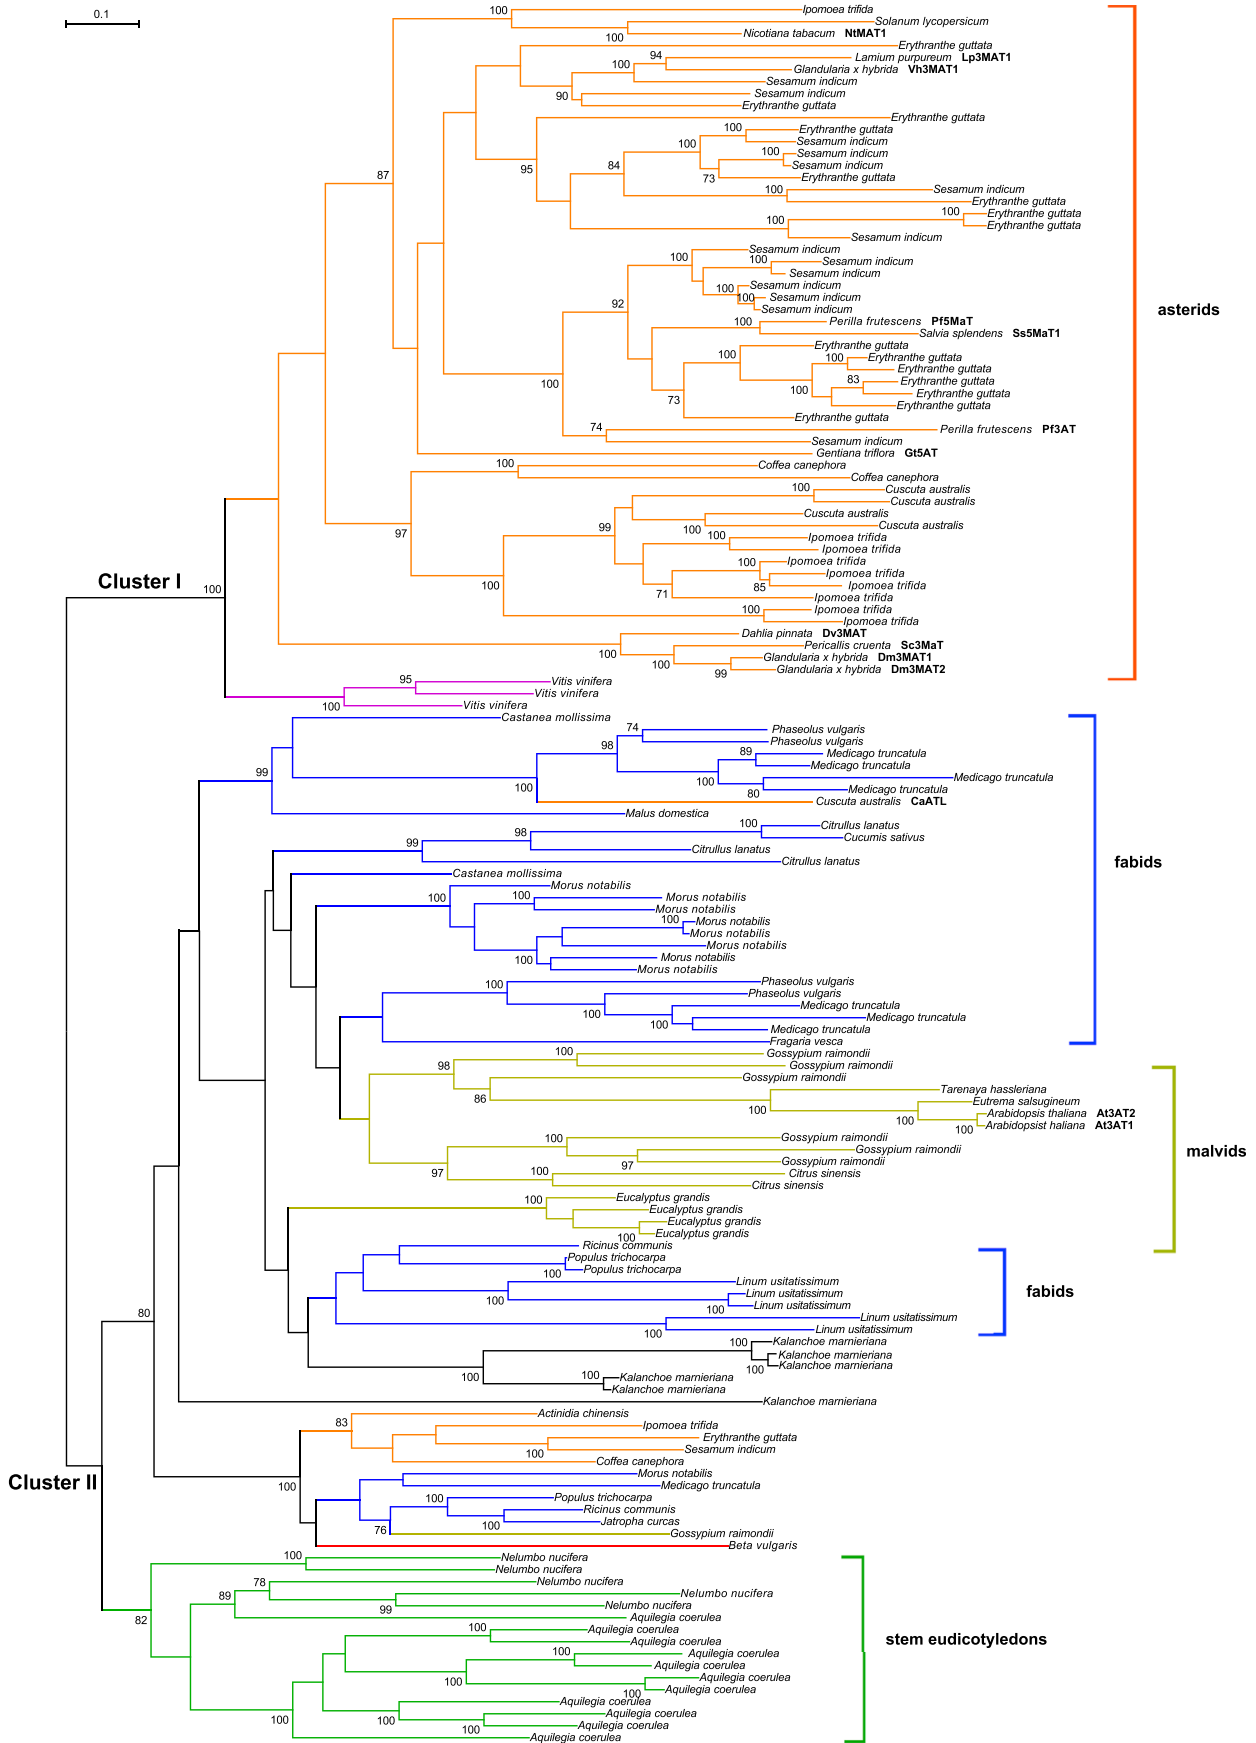 0.1
100 Ipomoea trifida
Solanum lycopersicum
100 Nicotiana tabacum NtMAT1
87
Erythranthe guttata
94 Lamium purpureum Lp3MAT1
100 Glandularia x hybrida Vh3MAT1
Sesamum indicum
90 Sesamum indicum
Erythranthe guttata
Erythranthe guttata
100 Erythranthe guttata
100 Sesamum indicum
100 Sesamum indicum
95 84 Sesamum indicum
73 Erythranthe guttata
100 Sesamum indicum
Erythranthe guttata
100 Erythranthe guttata
100 Erythranthe guttata
Sesamum indicum
Sesamum indicum
100 100 Sesamum indicum
Sesamum indicum
100 Sesamum indicum
92 100 Sesamum indicum
Sesamum indicum
asterids
100 Perilla frutescens Pf5MaT
Salvia splendens Ss5MaT1
Erythranthe guttata
100 100 Erythranthe guttata
Erythranthe guttata
100 83 Erythranthe guttata
100 Erythranthe guttata
73 Erythranthe guttata
Erythranthe guttata
74 Perilla frutescens Pf3AT
Sesamum indicum
Gentiana triflora Gt5AT
100 Coffea canephora
Coffea canephora
100 Cuscuta australis
Cuscuta australis
Cuscuta australis
97 99 100 Cuscuta australis
100 Ipomoea trifida
Ipomoea trifida
100 Ipomoea trifida
Ipomoea trifida
100 85 Ipomoea trifida
71 Ipomoea trifida
100 Ipomoea trifida
Ipomoea trifida
Cluster I
100
Dahlia pinnata Dv3MAT
100 Pericallis cruenta Sc3MaT
100 Glandularia x hybrida Dm3MAT1
99 Glandularia x hybrida Dm3MAT2
95 Vitis vinifera
Vitis vinifera
100 Vitis vinifera
Castanea mollissima
74 Phaseolus vulgaris
98 Phaseolus vulgaris
89 Medicago truncatula
Medicago truncatula
99 100 100 Medicago truncatula
80 Medicago truncatula
Cuscuta australis CaATL
Malus domestica
100 Citrullus lanatus
98 Cucumis sativus
99 Citrullus lanatus
Citrullus lanatus
fabids
Castanea mollissima
Morus notabilis
100 100 Morus notabilis
Morus notabilis
100 Morus notabilis
Morus notabilis
Morus notabilis
100 Morus notabilis
Morus notabilis
100 Phaseolus vulgaris
Phaseolus vulgaris
100 Medicago truncatula
100 Medicago truncatula
Medicago truncatula
Fragaria vesca
100 Gossypium raimondii
98 Gossypium raimondii
Gossypium raimondii
86 Tarenaya hassleriana
100 Eutrema salsugineum
100 Arabidopsis thaliana At3AT2
100 Arabidopsist haliana At3AT1
100 Gossypium raimondii
Gossypium raimondii
97 Gossypium raimondii
97 100 Citrus sinensis
Citrus sinensis
malvids
100 Eucalyptus grandis
Eucalyptus grandis
Eucalyptus grandis
100 Eucalyptus grandis
Ricinus communis
Populus trichocarpa
100 Populus trichocarpa
Linum usitatissimum
100 Linum usitatissimum
100 Linum usitatissimum
Linum usitatissimum
100 Linum usitatissimum
fabids
80
100 Kalanchoe marnieriana
Kalanchoe marnieriana
100 Kalanchoe marnieriana
100 100 Kalanchoe marnieriana
Kalanchoe marnieriana
Kalanchoe marnieriana
83 Actinidia chinensis
Ipomoea trifida
Erythranthe guttata
100 Sesamum indicum
Coffea canephora
Cluster II
100
Morus notabilis
Medicago truncatula
100 Populus trichocarpa
Ricinus communis
76 100 Jatropha curcas
Gossypium raimondii
Beta vulgaris
100 Nelumbo nucifera
Nelumbo nucifera
78 Nelumbo nucifera
89 Nelumbo nucifera
99 Nelumbo nucifera
82 Aquilegia coerulea
100 Aquilegia coerulea
Aquilegia coerulea
100 Aquilegia coerulea
Aquilegia coerulea
100 Aquilegia coerulea
100 Aquilegia coerulea
Aquilegia coerulea
100 Aquilegia coerulea
100 100 Aquilegia coerulea
Aquilegia coerulea
stem eudicotyledons